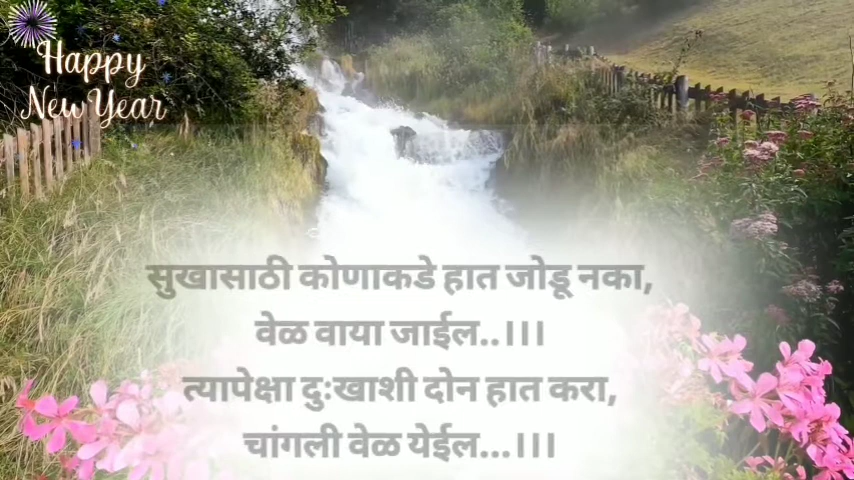 Happy
New Year
सुखासाठी कोणाकडे हात जोडू नका,
वेळ वाया जाईल..।।।
त्यापेक्षा दुःखाशी दोन हात करा,
चांगली वेळ येईल...।।।